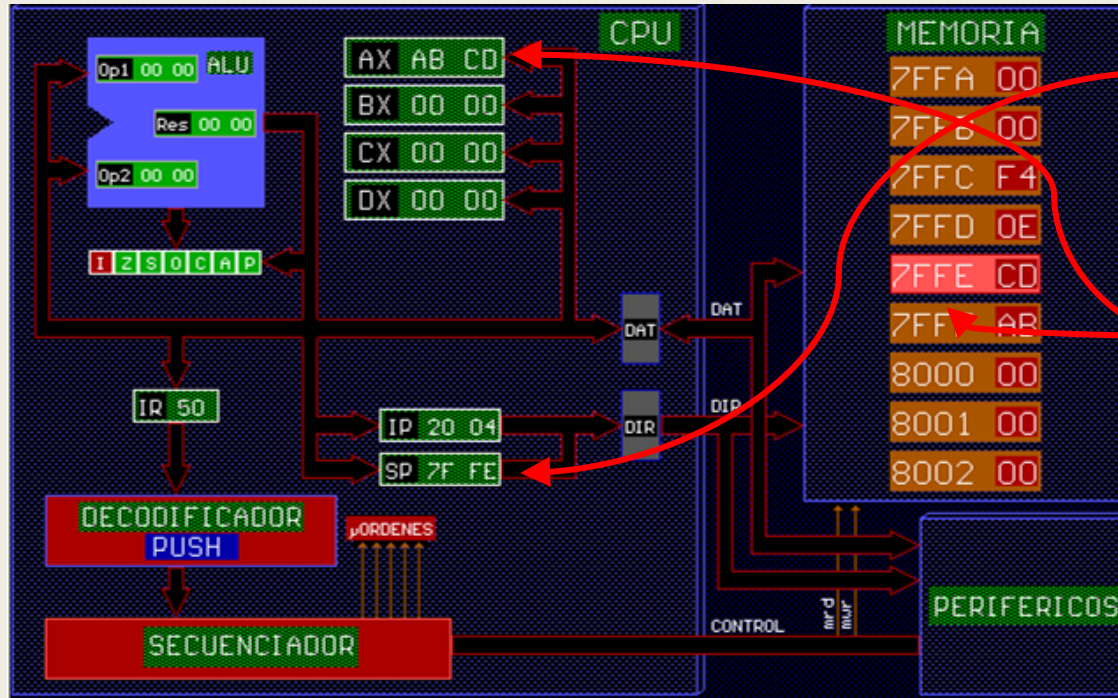 CPU
ALU
Op1 00 00
Res 00 00
Op2 00 00
I Z S O C A P
AX AB CD
BX 00 00
CX 00 00
DX 00 00
IR 50
IP 20 04
SP 7F FE
DECODIFICADOR
PUSH
µORDENES
SECUENCIADOR
DAT
DIR
DAT
DIR
CONTROL
mrd
mwr
MEMORIA
7FFA 00
7FFB 00
7FFC F4
7FFD 0E
7FFE CD
AB
8000 00
8001 00
8002 00
PERIFERICOS